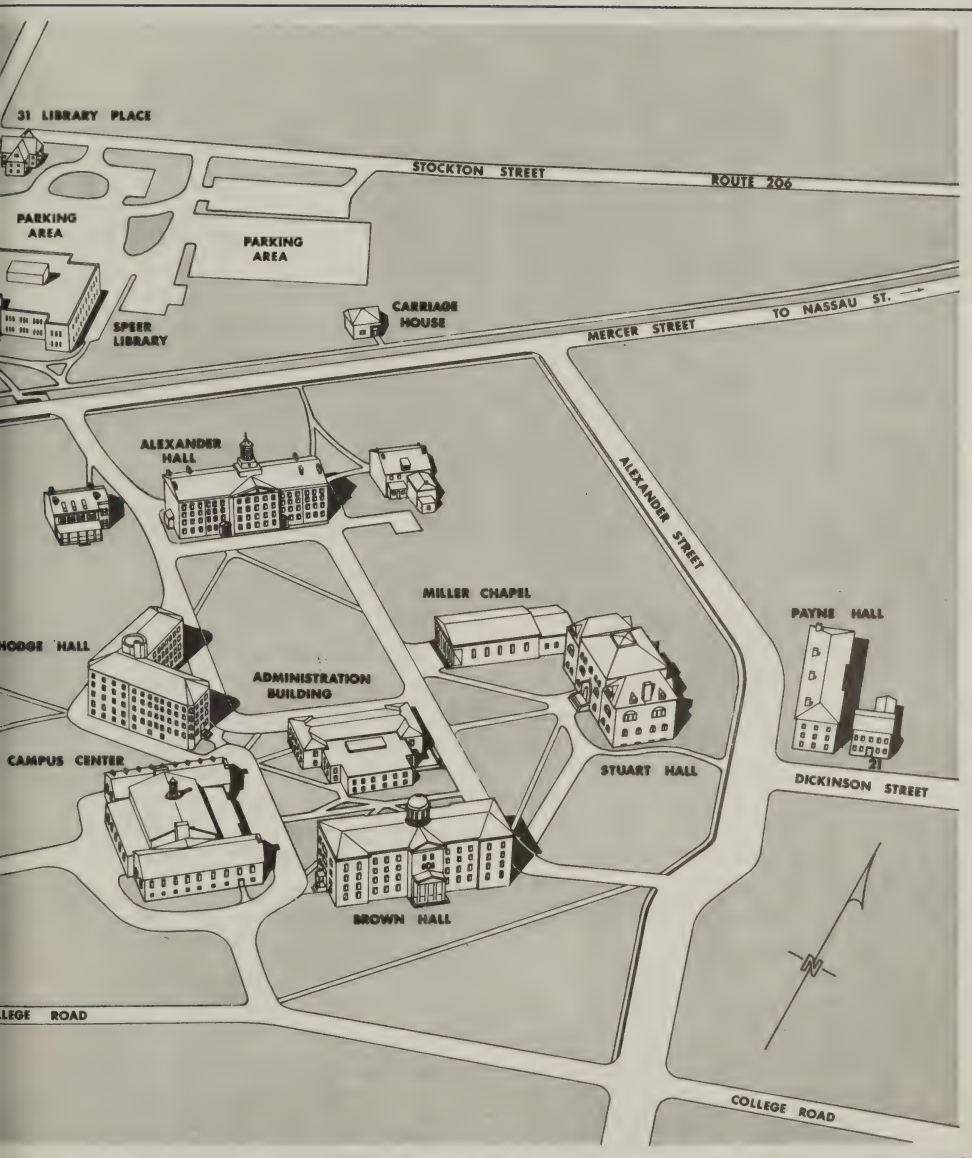 31 LIBRARY PLACE
STOCKTON STREET
ROUTE 206
PARKING
AREA
PARKING
AREA
CARRIAGE
HOUSE
SPEER
LIBRARY
MERCER STREET
TO NASSAU ST.
ALEXANDER
HALL
ALEXANDER STREET
MILLER CHAPEL
PAYNE HALL
HODGE HALL
ADMINISTRATION
BUILDING
CAMPUS CENTER
STUART HALL
21
DICKINSON STREET
BROWN HALL
N
LLEGE ROAD
COLLEGE ROAD